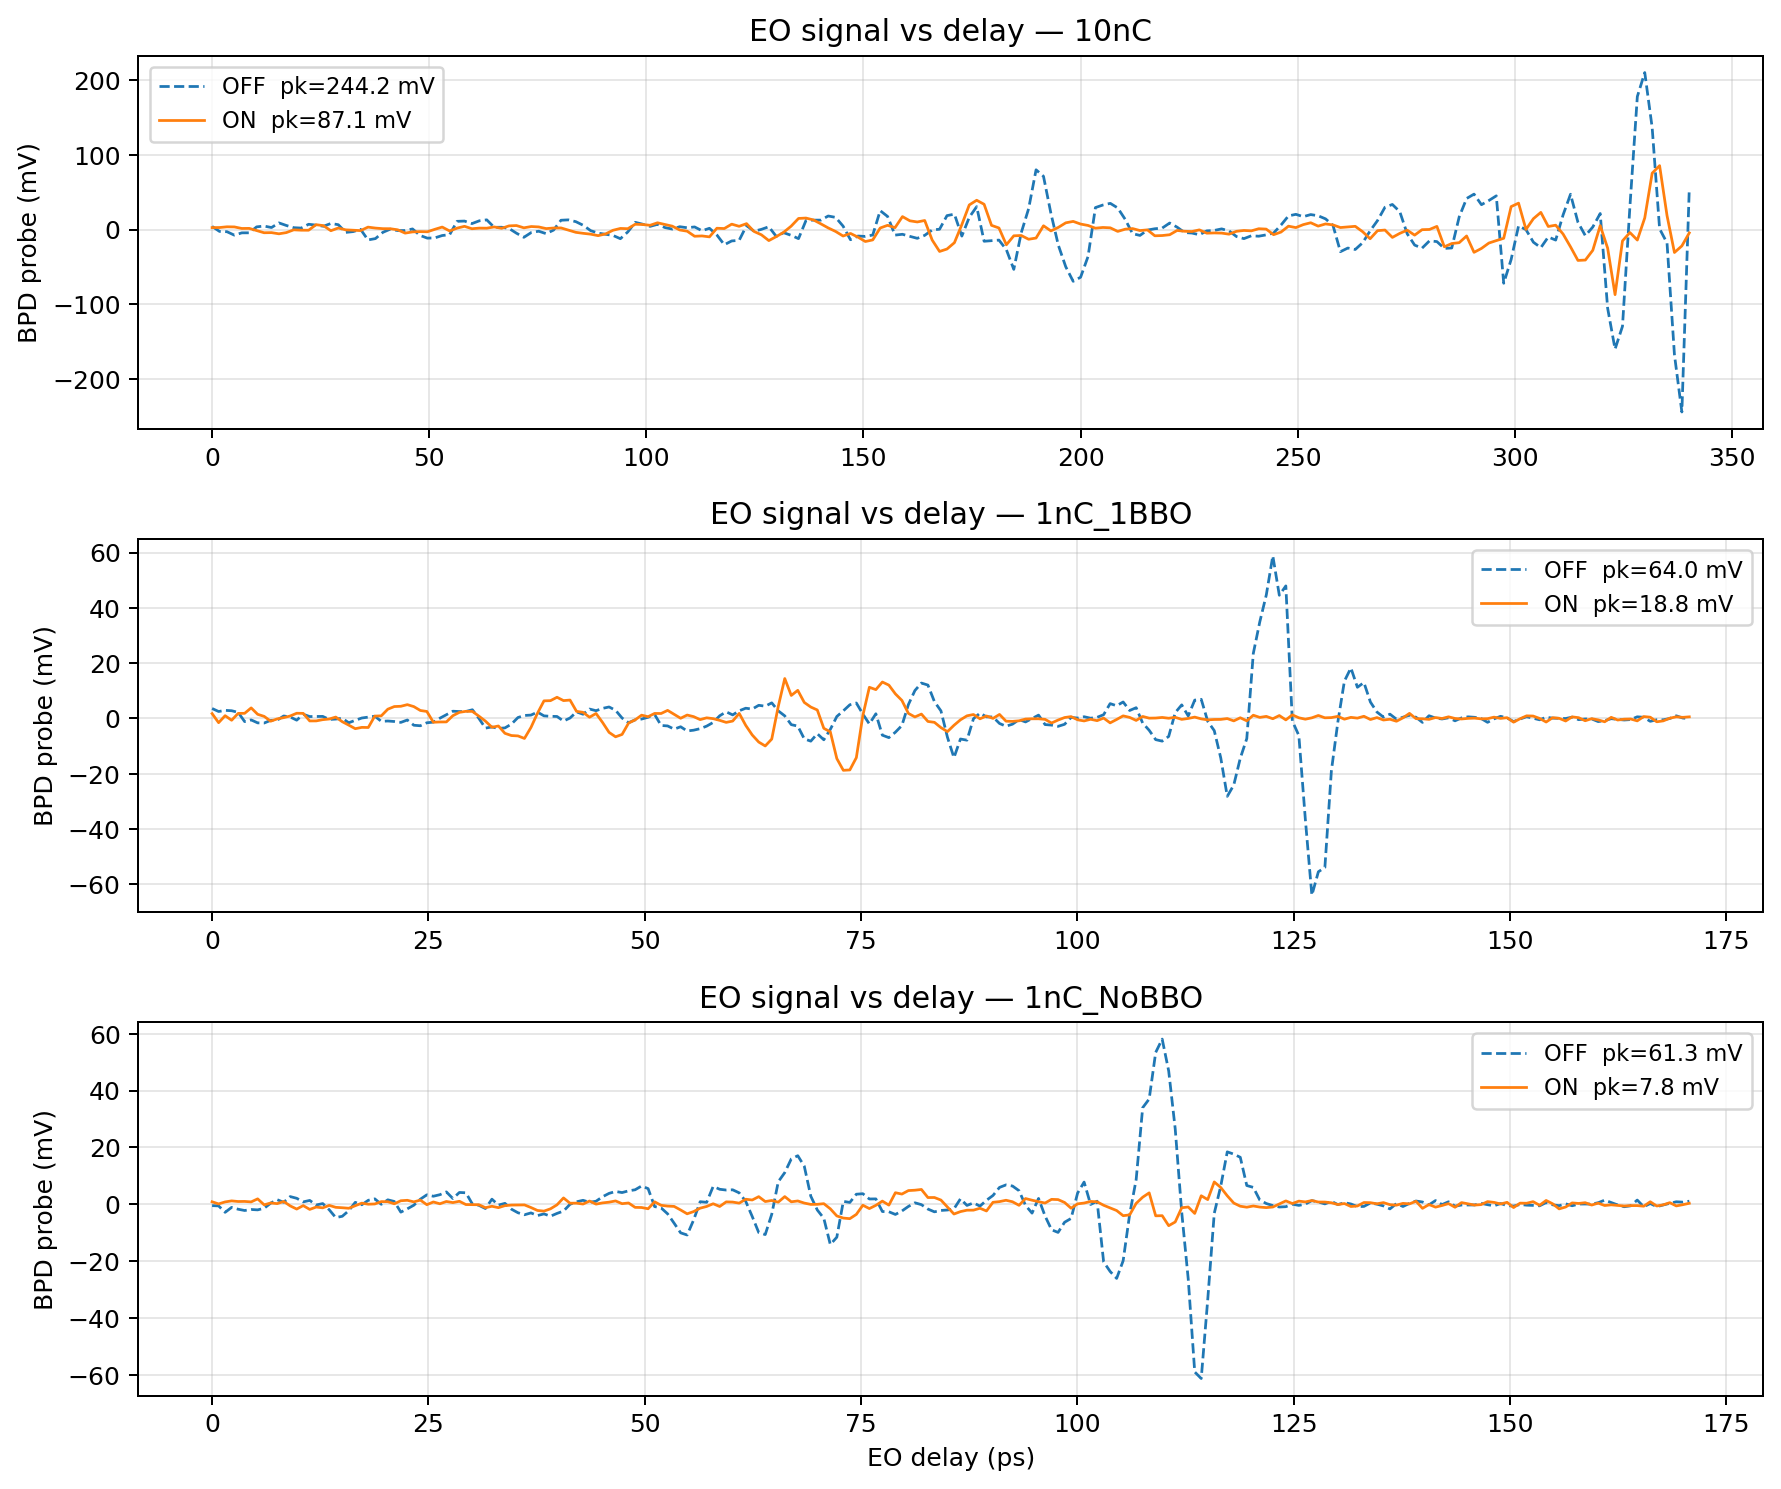 EO signal vs delay — 10nC
OFF pk=244.2 mV
ON pk=87.1 mV
BPD probe (mV)
200
100
0
−100
−200
0 50 100 150 200 250 300 350
EO signal vs delay — 1nC_1BBO
OFF pk=64.0 mV
ON pk=18.8 mV
BPD probe (mV)
60
40
20
0
−20
−40
−60
0 25 50 75 100 125 150 175
EO signal vs delay — 1nC_NoBBO
OFF pk=61.3 mV
ON pk=7.8 mV
BPD probe (mV)
60
40
20
0
−20
−40
−60
0 25 50 75 100 125 150 175
EO delay (ps)